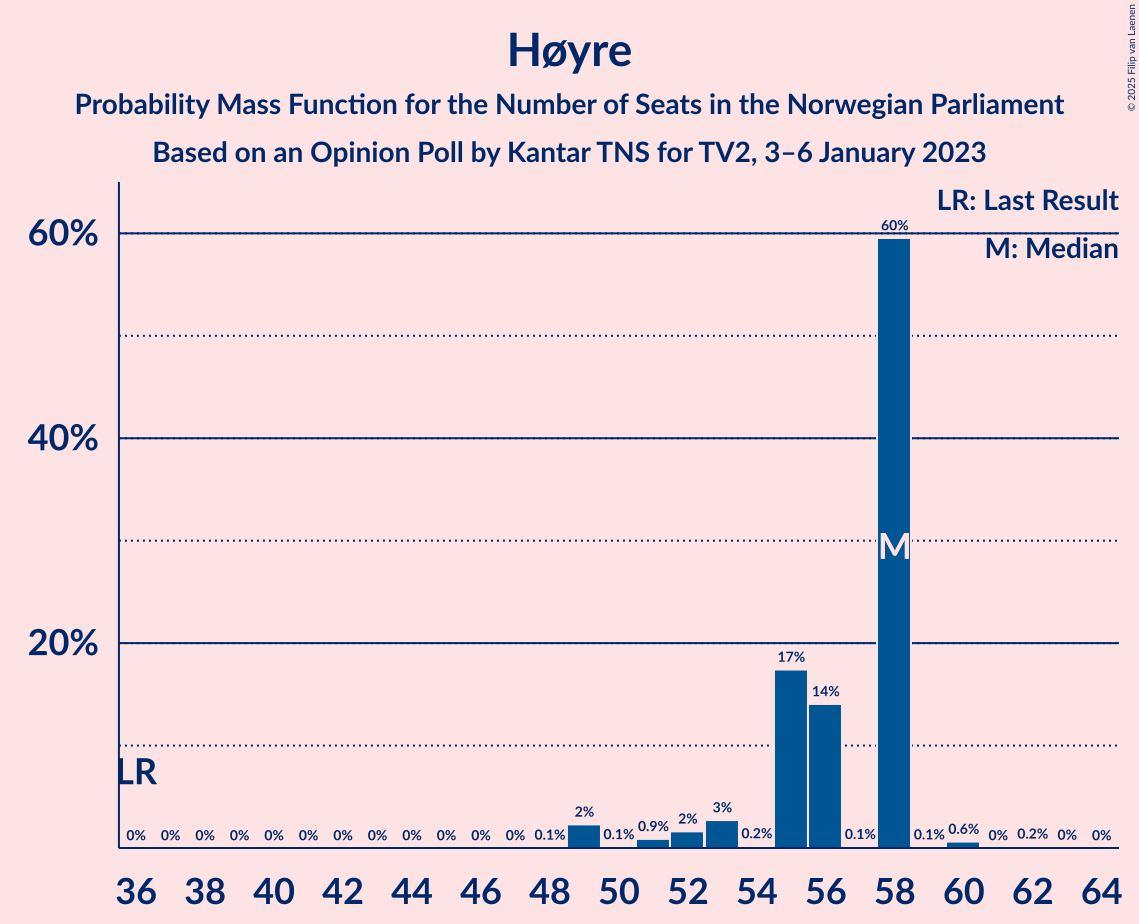 Høyre
Probability Mass Function for the Number of Seats in the Norwegian Parliament
Based on an Opinion Poll by Kantar TNS for TV2, 3–6 January 2023
© 2025 Filip van Laenen
LR: Last Result
M: Median
60%
40%
20%
LR
M
0% 0% 0% 0% 0% 0% 0% 0% 0% 0% 0% 0% 0.1% 2% 0.1% 0.9% 2% 3% 0.2% 17% 14% 0.1% 60% 0.1% 0.6% 0% 0.2% 0% 0%
36 38 40 42 44 46 48 50 52 54 56 58 60 62 64